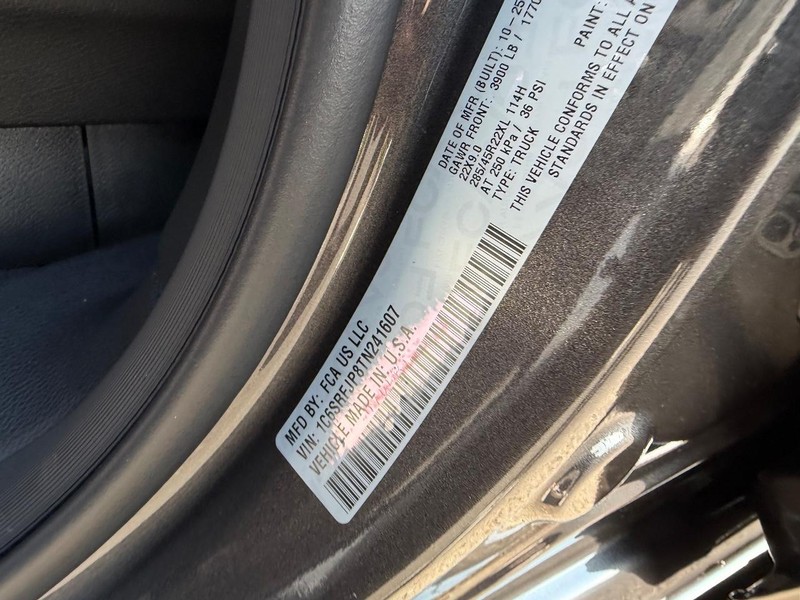 MFD BY: FCA US LLC
DATE OF MFR (BUILT): 10-25
GAWR FRONT: 3900 LB / 1770
22X9.0
285/45R22XL 114H
AT 250 kPa / 36 PSI
TYPE: TRUCK
PAINT:
THIS VEHICLE CONFORMS TO ALL
STANDARDS IN EFFECT ON
VIN: 1C6SRFJP8TN241607
VEHICLE MADE IN: U.S.A.